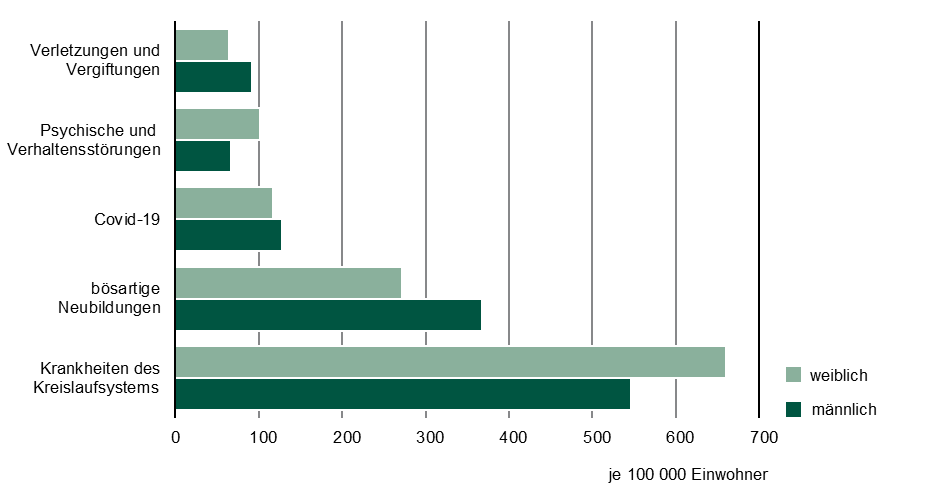 Verletzungen und
Vergiftungen
Psychische und
Verhaltensstörungen
Covid-19
bösartige
Neubildungen
Krankheiten des
Kreislaufsystems
weiblich
männlich
0 100 200 300 400 500 600 700
je 100 000 Einwohner